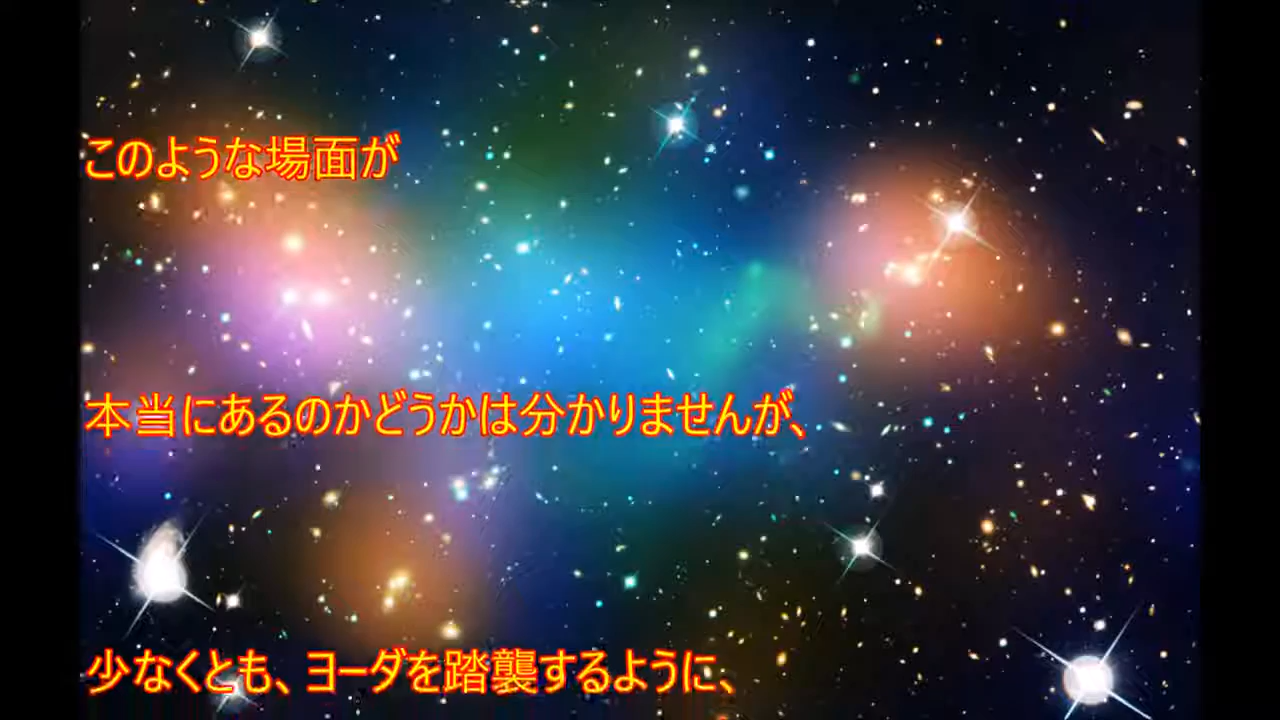 このような場面が
本当にあるのかどうかは分かりませんが、
少なくとも、ヨーダを踏襲するように、